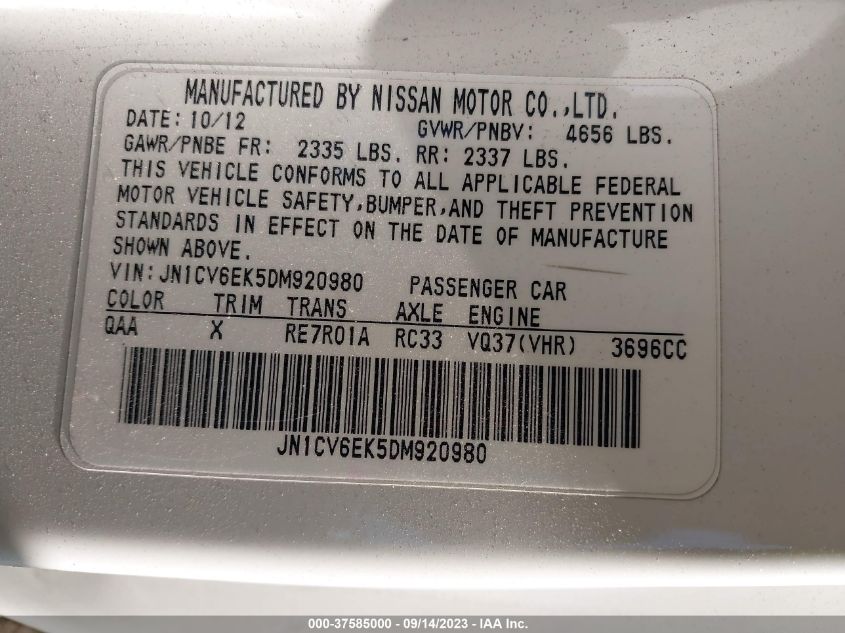 MANUFACTURED BY NISSAN MOTOR CO.,LTD.
DATE: 10/12 GVWR/PNBV: 4656 LBS.
GAWR/PNBE FR: 2335 LBS. RR: 2337 LBS.
THIS VEHICLE CONFORMS TO ALL APPLICABLE FEDERAL
MOTOR VEHICLE SAFETY,BUMPER,AND THEFT PREVENTION
STANDARDS IN EFFECT ON THE DATE OF MANUFACTURE
SHOWN ABOVE.
VIN:JN1CV6EK5DM920980 PASSENGER CAR
COLOR TRIM TRANS AXLE ENGINE
QAA X RE7R01A RC33 VQ37(VHR) 3696CC
JN1CV6EK5DM920980
000-37585000 - 09/14/2023 - IAA Inc.